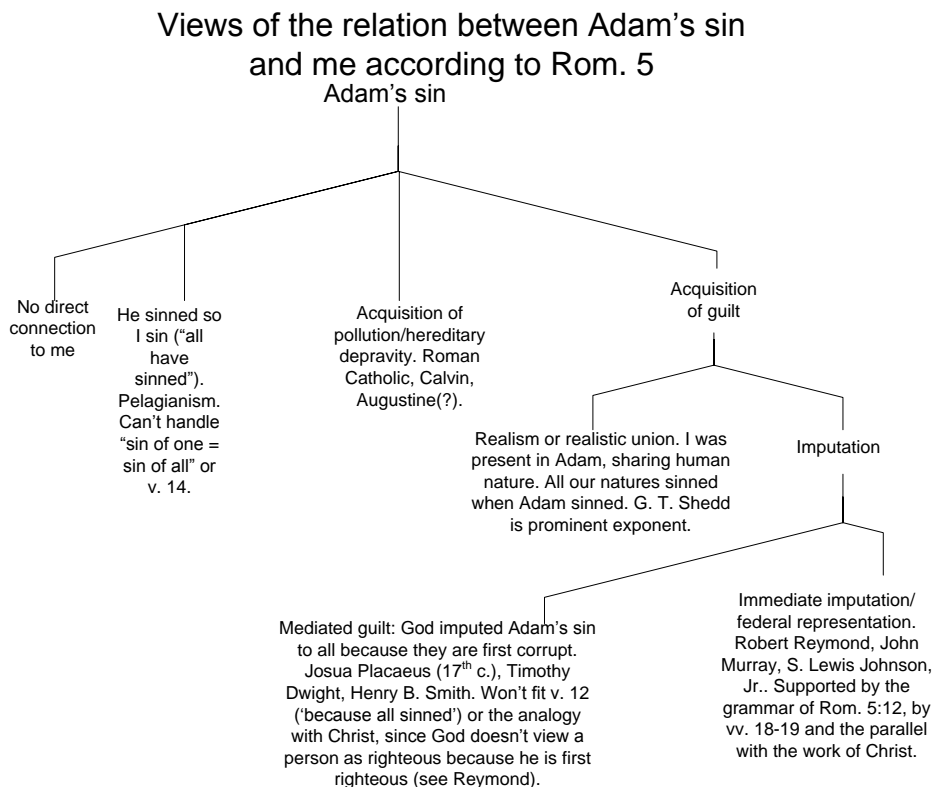 Views of the relation between Adam's sin
and me according to Rom. 5
Adam's sin
No direct
connection
to me
He sinned so
I sin ("all
have
sinned").
Pelagianism.
Can't handle
"sin of one =
sin of all" or
v. 14.
Acquisition of
pollution/hereditary
depravity. Roman
Catholic, Calvin,
Augustine(?).
Acquisition
of guilt
Realism or realistic union. I was
present in Adam, sharing human
nature. All our natures sinned
when Adam sinned. G. T. Shedd
is prominent exponent.
Imputation
Mediated guilt: God imputed Adam's sin
to all because they are first corrupt.
Josua Placaeus (17th c.), Timothy
Dwight, Henry B. Smith. Won't fit v. 12
('because all sinned') or the analogy
with Christ, since God doesn't view a
person as righteous because he is first
righteous (see Reymond).
Immediate imputation/
federal representation.
Robert Reymond, John
Murray, S. Lewis Johnson,
Jr.. Supported by the
grammar of Rom. 5:12, by
vv. 18-19 and the parallel
with the work of Christ.